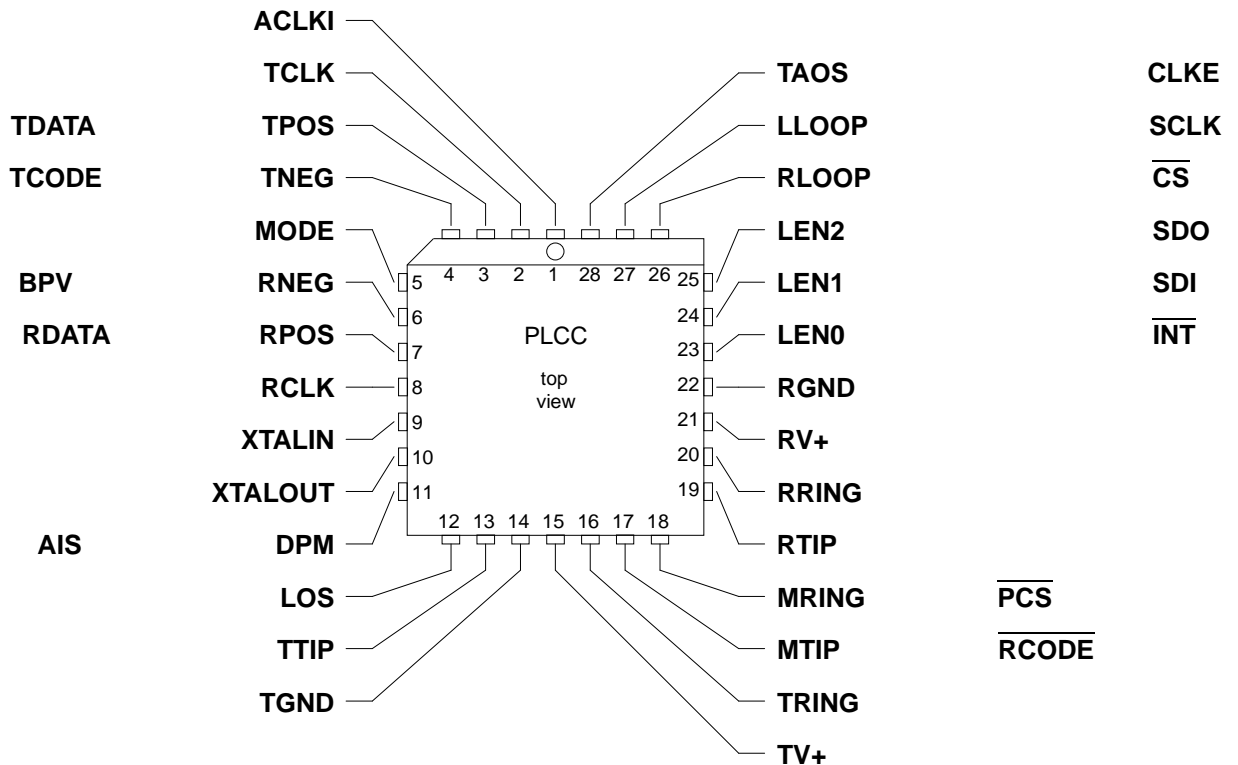 ACLKI
TCLK TAOS CLKE
TDATA TPOS LLOOP SCLK
TCODE TNEG RLOOP CS
MODE LEN2 SDO
4 3 2 1 28 27 26
5 25
BPV RNEG LEN1 SDI
6 24
RDATA RPOS PLCC LEN0 INT
7 23
RCLK 8 top 22 RGND
view
9 21
XTALIN RV+
10 20
XTALOUT RRING
11 19
12 13 14 15 16 17 18
AIS DPM RTIP
LOS MRING PCS
TTIP MTIP RCODE
TGND TRING
TV+